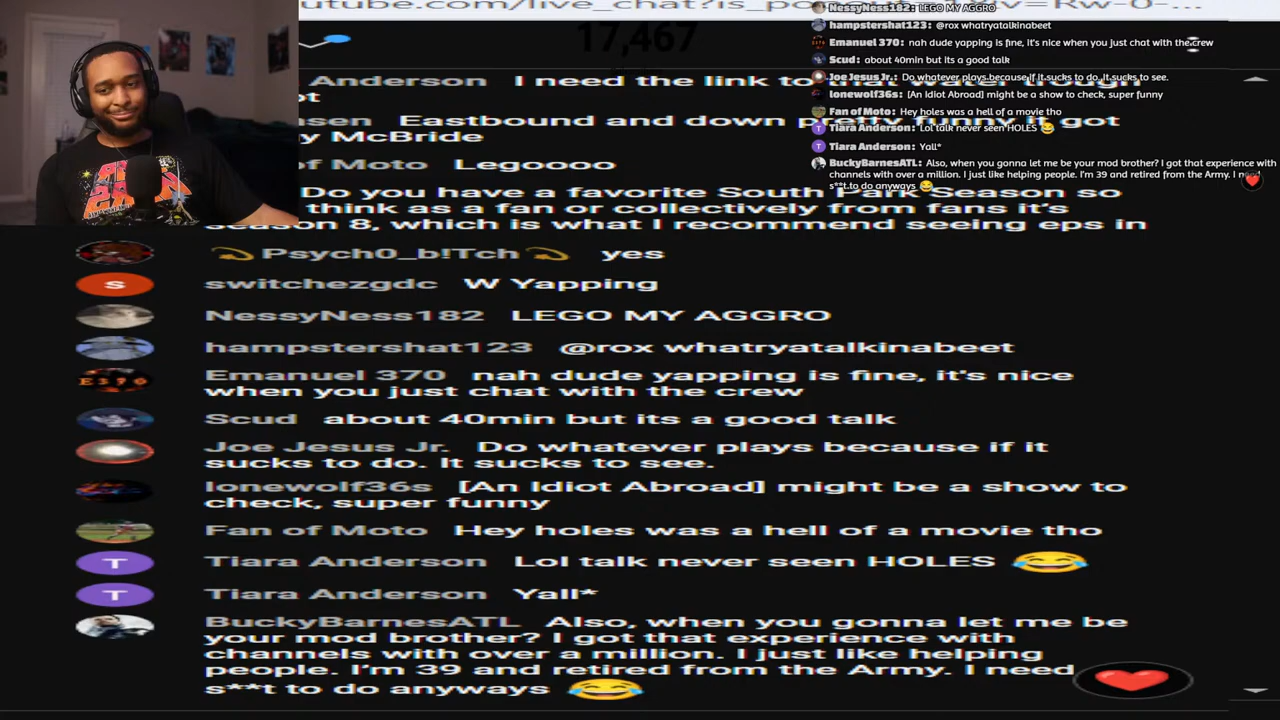 utube.com/live_chat?is_po
v=Rw-0-...
17,467
Anderson I need the link to that water trough
Eastbound and down pretty funny it got
y McBride
of Moto Legoooo
Do you have a favorite South Park Season so
think as a fan or collectively from fans it's
season 8, which is what I recommend seeing eps in
💫Psych0_b!Tch💫 yes
S
switchezgdc W Yapping
NessyNess182 LEGO MY AGGRO
hampstershat123 @rox whatryatalkinabeet
E370
Emanuel 370 nah dude yapping is fine, it's nice
when you just chat with the crew
Scud about 40min but its a good talk
Joe Jesus Jr. Do whatever plays because if it
sucks to do. It sucks to see.
lonewolf36s [An Idiot Abroad] might be a show to
check, super funny
Fan of Moto Hey holes was a hell of a movie tho
T
Tiara Anderson Lol talk never seen HOLES 😂
T
Tiara Anderson Yall*
BuckyBarnesATL Also, when you gonna let me be
your mod brother? I got that experience with
channels with over a million. I just like helping
people. I'm 39 and retired from the Army. I need
s**t to do anyways 😂
NessyNess182: LEGO MY AGGRO
hampstershat123: @rox whatryatalkinabeet
Emanuel 370: nah dude yapping is fine, it's nice when you just chat with the crew
Scud: about 40min but its a good talk
Joe Jesus Jr.: Do whatever plays because if it sucks to do. It sucks to see.
lonewolf36s: [An Idiot Abroad] might be a show to check, super funny
Fan of Moto: Hey holes was a hell of a movie tho
Tiara Anderson: Lol talk never seen HOLES 😂
T
Tiara Anderson: Yall*
BuckyBarnesATL: Also, when you gonna let me be your mod brother? I got that experience with
channels with over a million. I just like helping people. I'm 39 and retired from the Army. I need
s**t to do anyways 😂